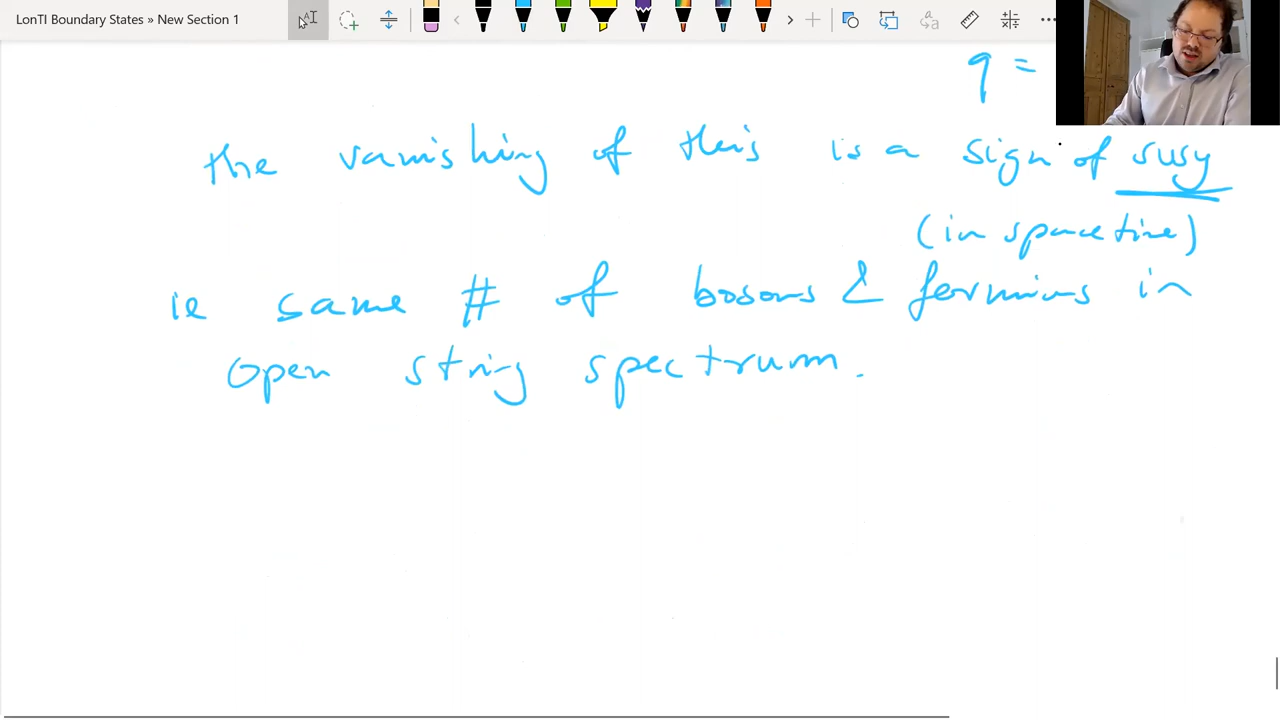 LonTI Boundary States » New Section 1
q =
the vanishing of this is a sign of susy
(in spacetime)
ie same # of bosons & fermions in
open string spectrum.